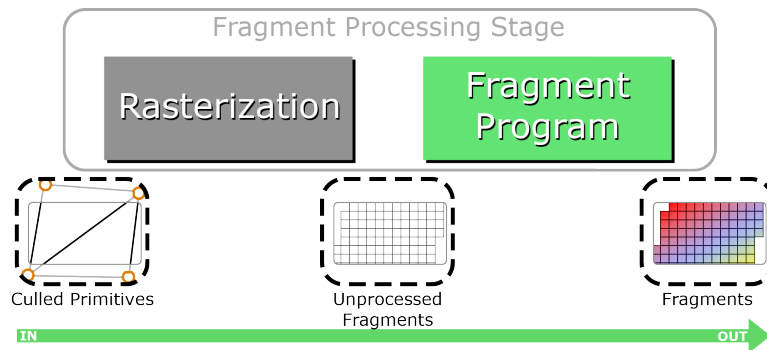 Fragment Processing Stage
Rasterization
Fragment
Program
Culled Primitives
Unprocessed
Fragments
Fragments
IN
OUT